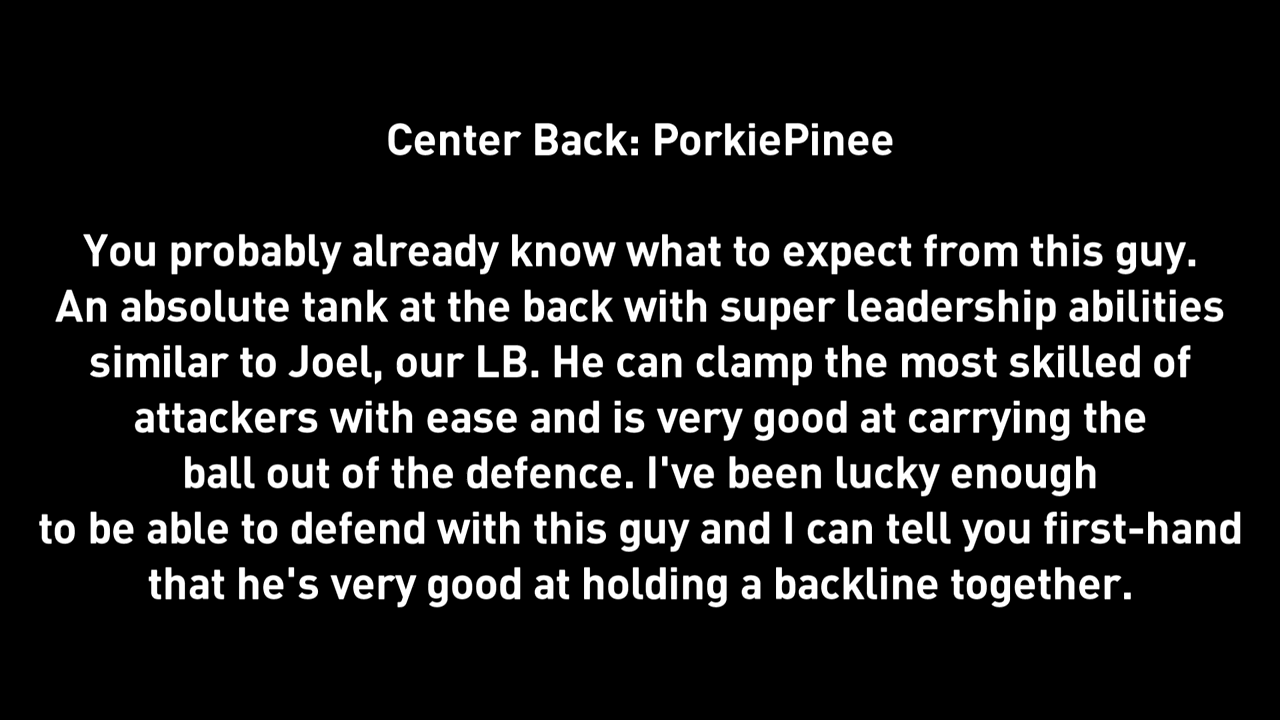 Center Back: PorkiePinee
You probably already know what to expect from this guy.
An absolute tank at the back with super leadership abilities
similar to Joel, our LB. He can clamp the most skilled of
attackers with ease and is very good at carrying the
ball out of the defence. I've been lucky enough
to be able to defend with this guy and I can tell you first-hand
that he's very good at holding a backline together.